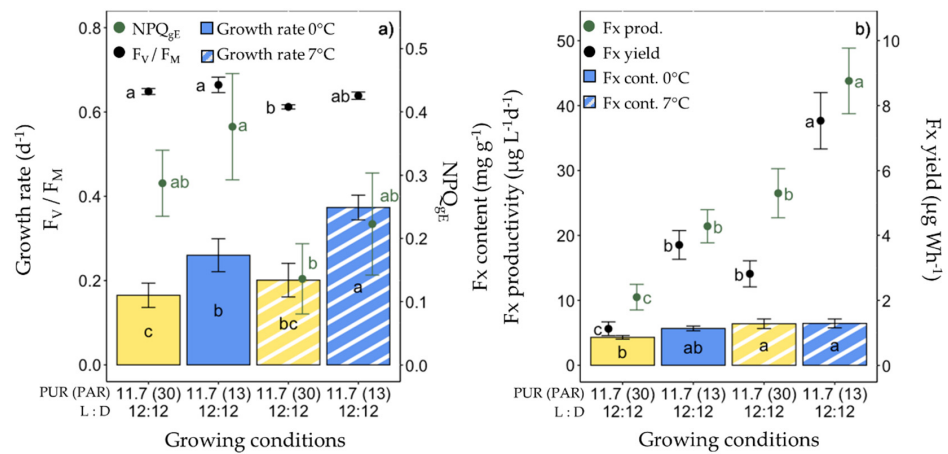 a)
NPQgE
FV / FM
Growth rate 0°C
Growth rate 7°C
0.8
0.6
0.4
0.2
0.0
Growth rate (d-1)
FV / FM
0.5
0.4
0.3
0.2
0.1
0.0
NPQgE
a
a
b
ab
ab
a
b
ab
c
b
bc
a
PUR (PAR) 11.7 (30) 11.7 (13) 11.7 (30) 11.7 (13)
L : D 12:12 12:12 12:12 12:12
Growing conditions
b)
Fx prod.
Fx yield
Fx cont. 0°C
Fx cont. 7°C
50
40
30
20
10
0
Fx content (mg g-1)
Fx productivity (µg L-1d-1)
10
8
6
4
2
0
Fx yield (µg Wh-1)
c
c
b
b
b
b
a
a
b
ab
a
a
PUR (PAR) 11.7 (30) 11.7 (13) 11.7 (30) 11.7 (13)
L : D 12:12 12:12 12:12 12:12
Growing conditions